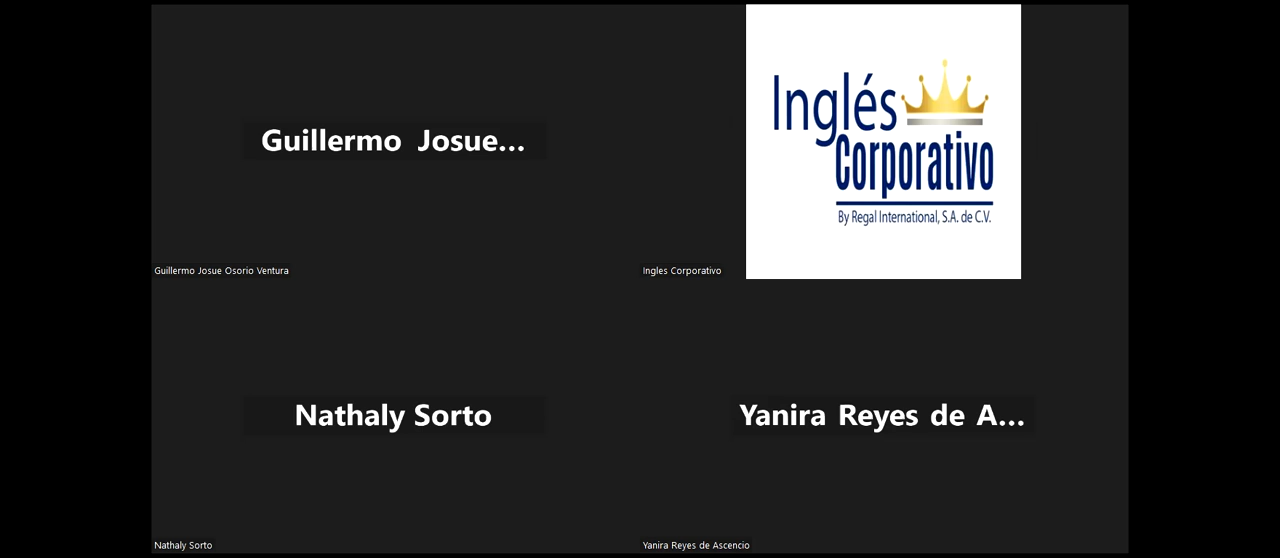 Guillermo Josue...
Guillermo Josue Osorio Ventura
Inglés
Corporativo
By Regal International, S.A. de C.V.
Ingles Corporativo
Nathaly Sorto
Nathaly Sorto
Yanira Reyes de A...
Yanira Reyes de Ascencio